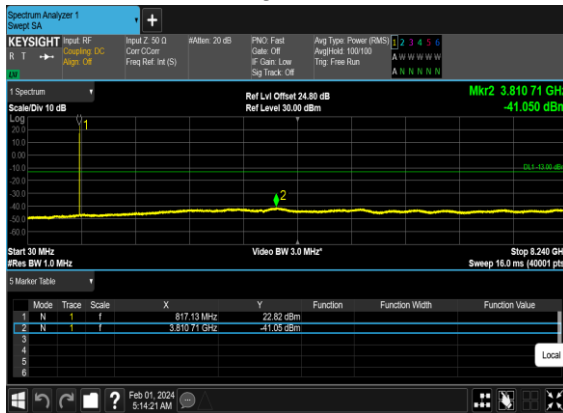 Spectrum Analyzer 1
Swept SA
KEYSIGHT Input: RF Input Z: 50 Ω #Atten: 20 dB PNO: Fast Avg Type: Power (RMS) 1 2 3 4 5 6
R T Coupling: DC Corr CCorr Gate: Off Avg|Hold: 100/100 A W W W W W
Align: Off Freq Ref: Int (S) IF Gain: Low Trig: Free Run
Sig Track: Off A N N N N N
1 Spectrum Ref Lvl Offset 24.80 dB Mkr2 3.810 71 GHz
Scale/Div 10 dB Ref Level 30.00 dBm -41.050 dBm
Log
20.0 1
10.0
0.00
-10.0 DL1 -13.00 dBm
-20.0
-30.0
-40.0 2
-50.0
-60.0
Start 30 MHz Video BW 3.0 MHz* Stop 8.240 GH
#Res BW 1.0 MHz Sweep 16.0 ms (40001 pts
5 Marker Table
Mode Trace Scale X Y Function Function Width Function Value
1 N 1 f 817.13 MHz 22.82 dBm
2 N 1 f 3.810 71 GHz -41.05 dBm
3
4
5
6
Local
? Feb 01, 2024
5:14:21 AM